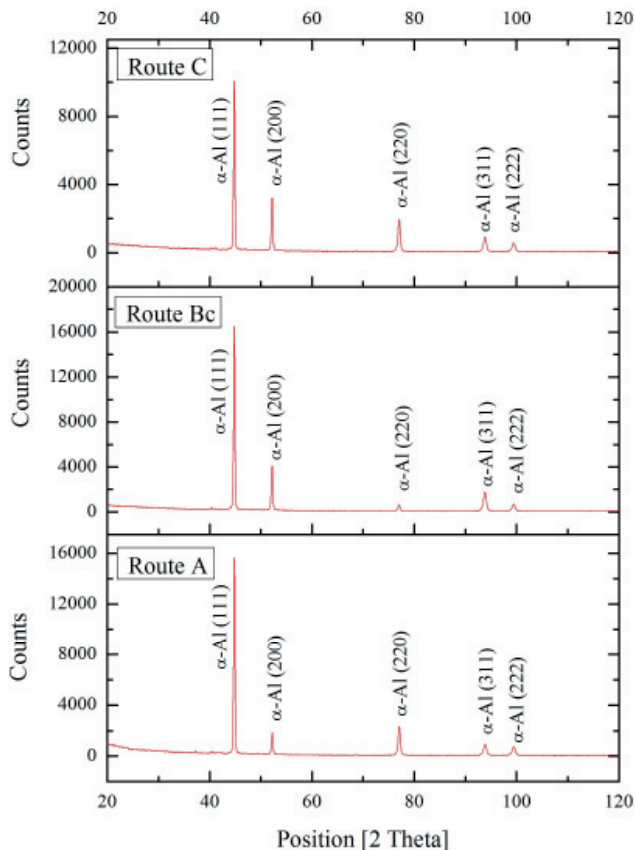 20 40 60 80 100 120
12000
Route C
8000
4000
0
Counts
α-Al (111)
α-Al (200)
α-Al (220)
α-Al (311)
α-Al (222)
20000
Route Bc
16000
12000
8000
4000
0
Counts
α-Al (111)
α-Al (200)
α-Al (220)
α-Al (311)
α-Al (222)
16000
Route A
12000
8000
4000
0
Counts
α-Al (111)
α-Al (200)
α-Al (220)
α-Al (311)
α-Al (222)
20 40 60 80 100 120
Position [2 Theta]